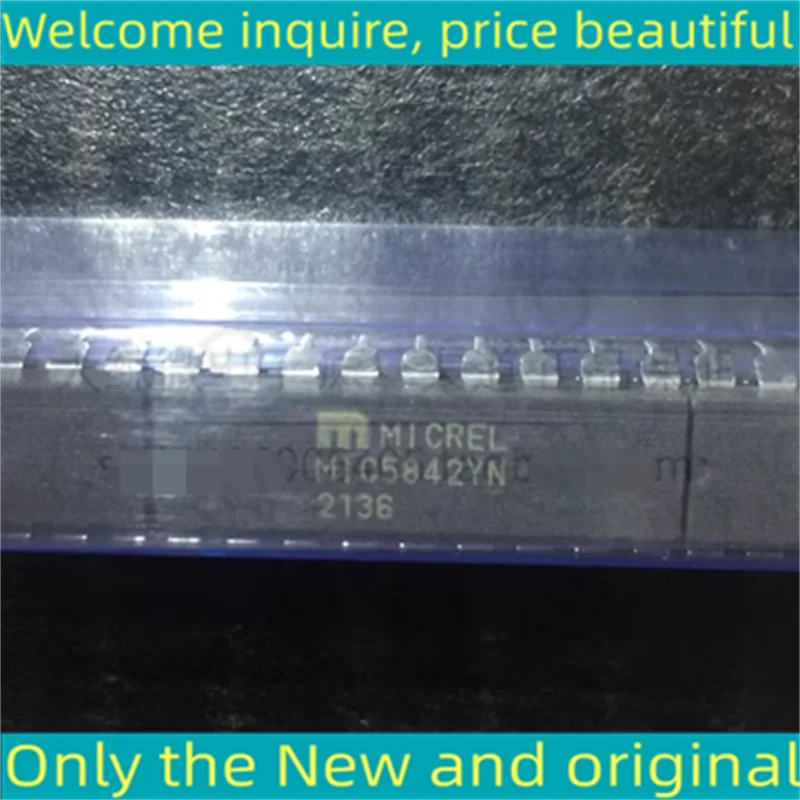 Welcome inquire, price beautiful
MICREL
MIC5842YN
2136
Only the New and original